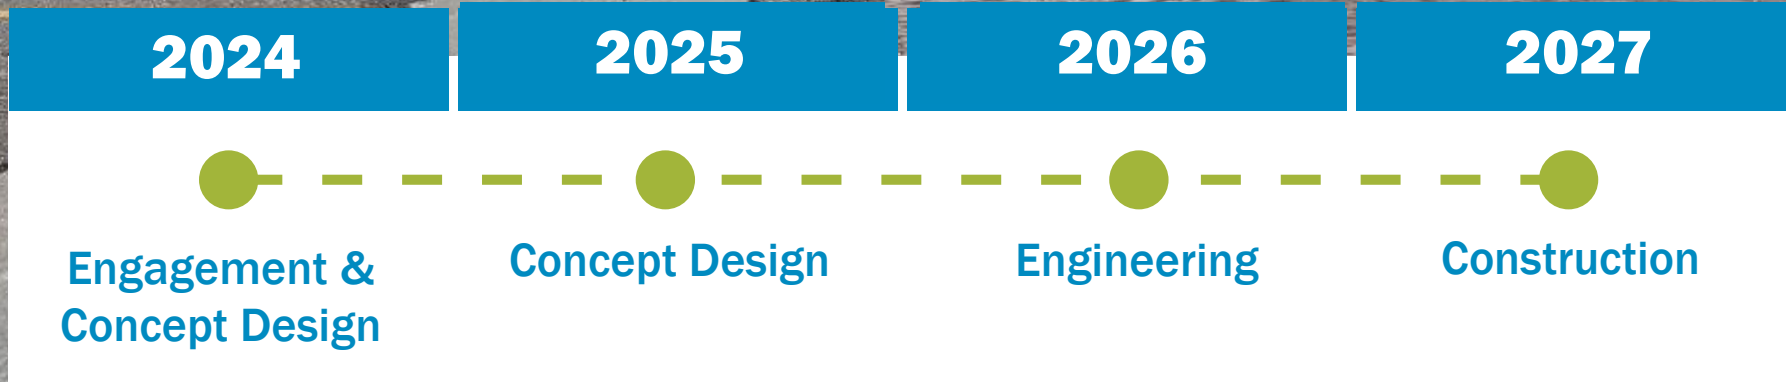 2024
2025
2026
2027
Engagement &
Concept Design
Concept Design
Engineering
Construction